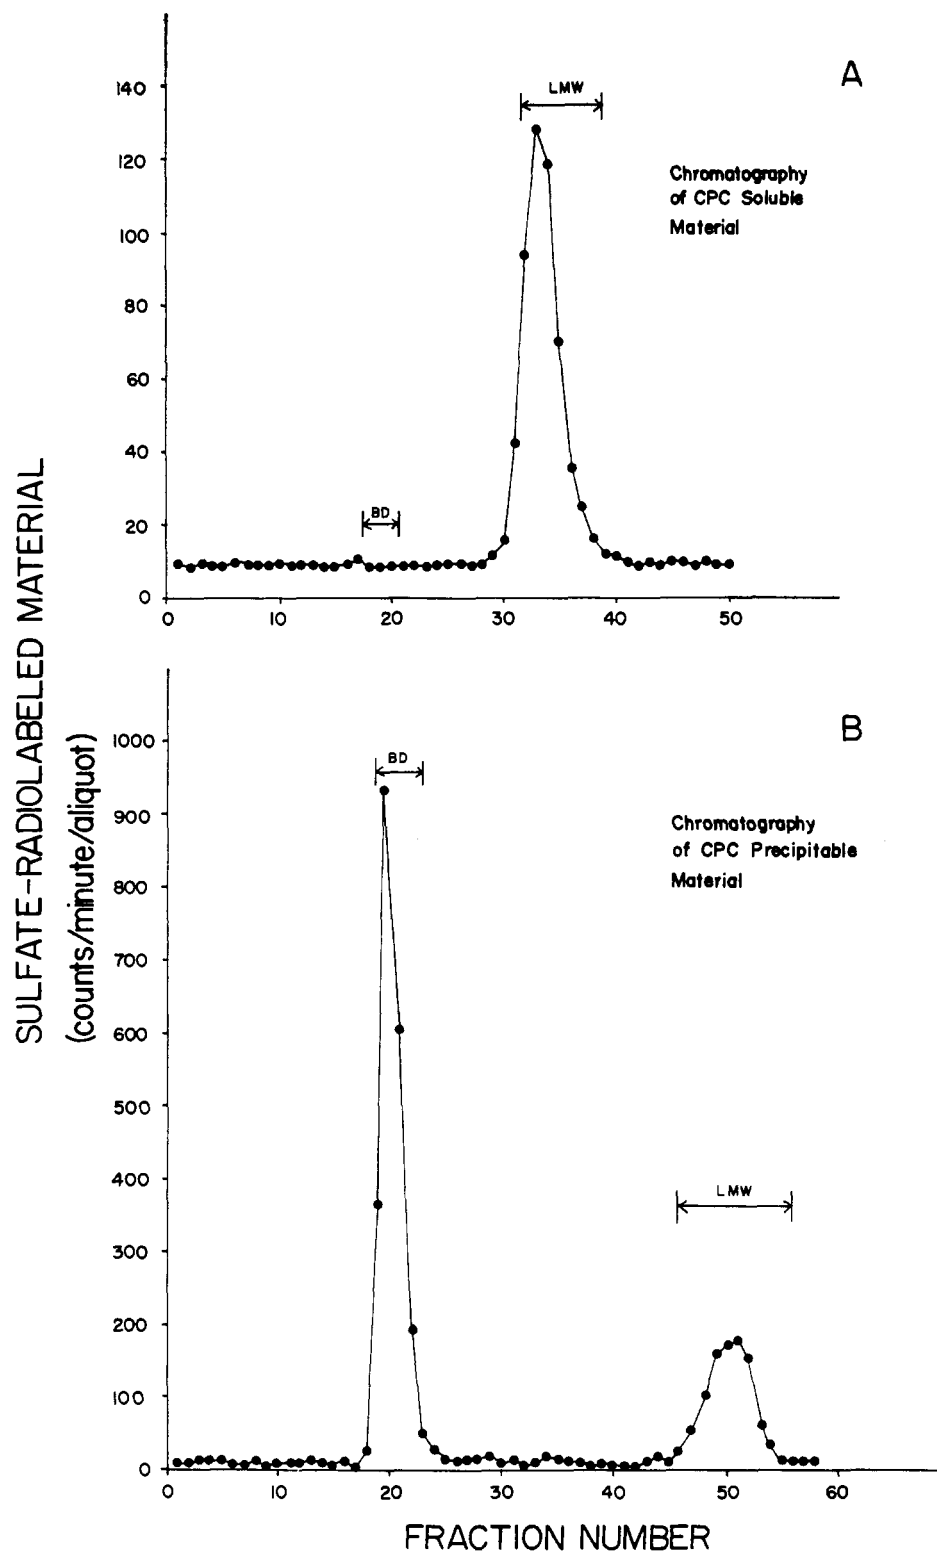 SULFATE-RADIOLABELED MATERIAL
(counts/minute/aliquot)
A
LMW
Chromatography
of CPC Soluble
Material
BD
140
120
100
80
60
40
20
0
0 10 20 30 40 50
B
BD
Chromatography
of CPC Precipitable
Material
LMW
1000
900
800
700
600
500
400
300
200
100
0
0 10 20 30 40 50 60
FRACTION NUMBER